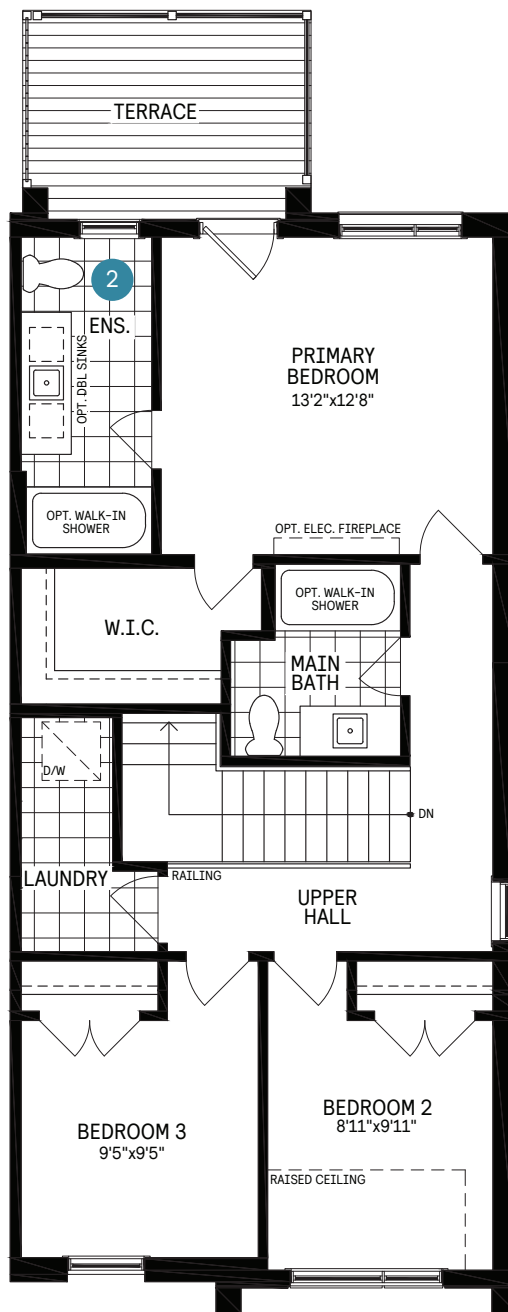 TERRACE
2
ENS.
OPT. DBL SINKS
PRIMARY
BEDROOM
13'2"x12'8"
OPT. WALK-IN
SHOWER
OPT. ELEC. FIREPLACE
W.I.C.
OPT. WALK-IN
SHOWER
MAIN
BATH
D/W
DN
LAUNDRY
RAILING
UPPER
HALL
BEDROOM 3
9'5"x9'5"
BEDROOM 2
8'11"x9'11"
RAISED CEILING